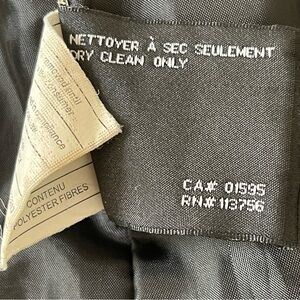 NETTOYER À SEC SEULEMENT
DRY CLEAN ONLY
CA# 01595
RN# 113756
CONTENU
POLYESTER FIBRES